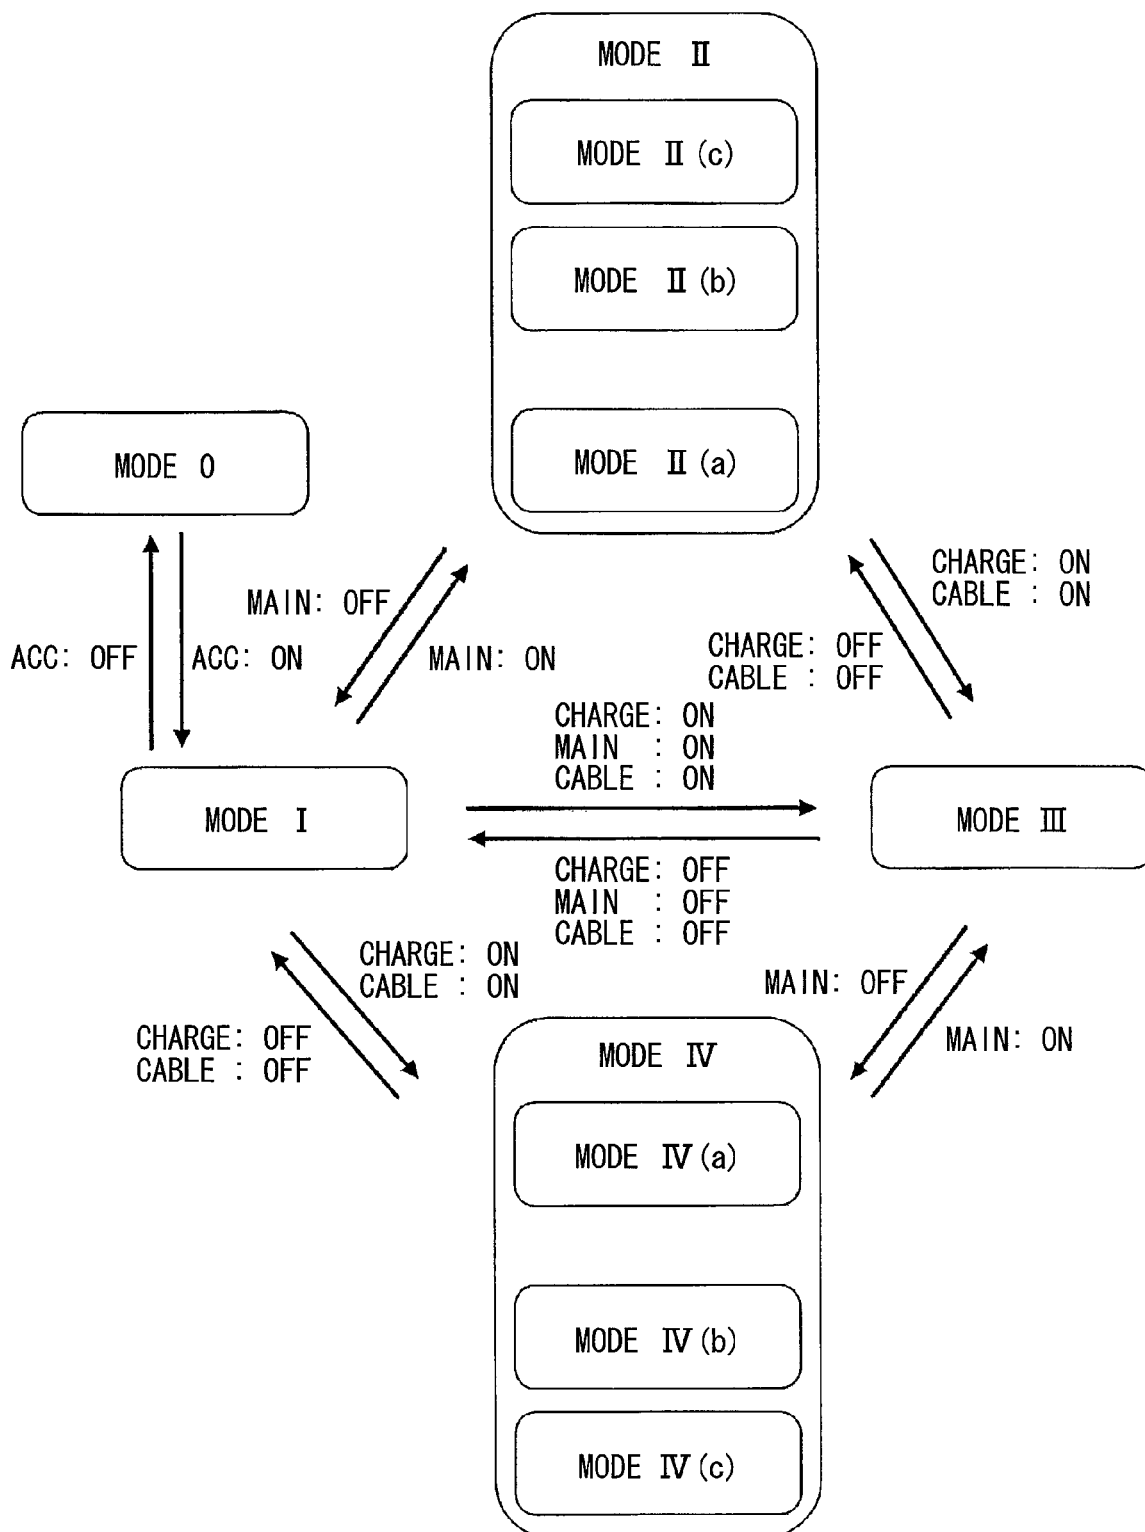 MODE Ⅱ
MODE Ⅱ (c)
MODE Ⅱ (b)
MODE Ⅱ (a)
MODE 0
ACC: OFF
ACC: ON
MAIN: OFF
MAIN: ON
CHARGE: ON
CABLE : ON
CHARGE: OFF
CABLE : OFF
CHARGE: ON
MAIN : ON
CABLE : ON
MODE Ⅰ
MODE Ⅲ
CHARGE: OFF
MAIN : OFF
CABLE : OFF
CHARGE: ON
CABLE : ON
CHARGE: OFF
CABLE : OFF
MAIN: OFF
MAIN: ON
MODE Ⅳ
MODE Ⅳ (a)
MODE Ⅳ (b)
MODE Ⅳ (c)